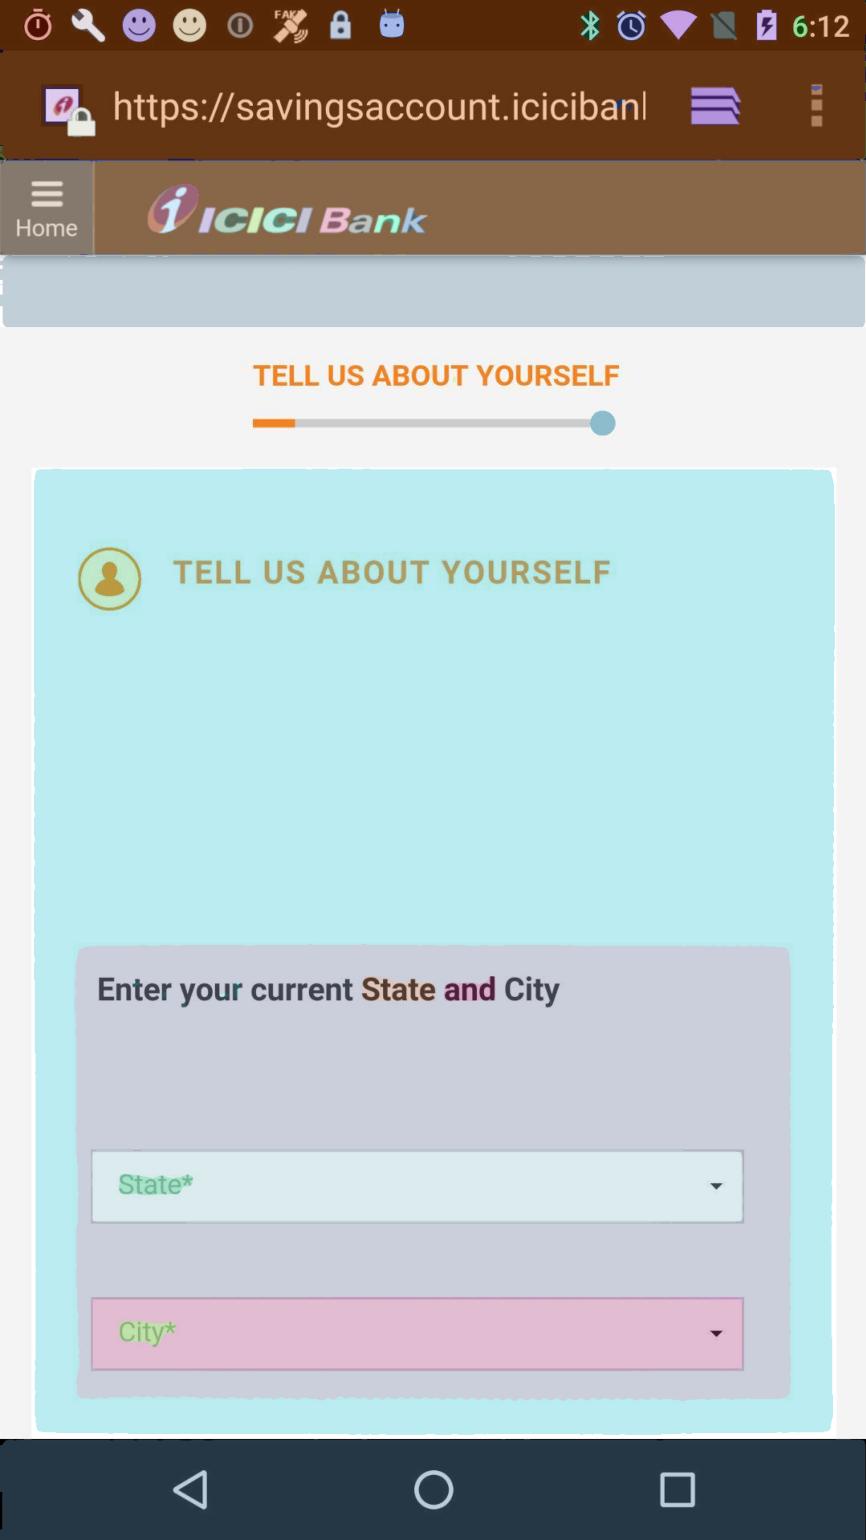 FAKE
6:12
https://savingsaccount.icicibanl
Home
i ICICI Bank
TELL US ABOUT YOURSELF
TELL US ABOUT YOURSELF
Enter your current State and City
State*
City*